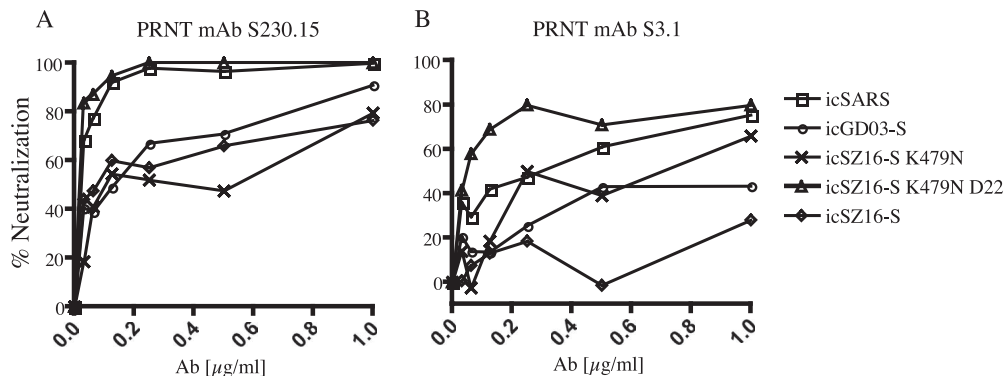 A
PRNT mAb S230.15
% Neutralization
100
80
60
40
20
0
0.0
0.2
0.4
0.6
0.8
1.0
Ab [µg/ml]
B
PRNT mAb S3.1
100
80
60
40
20
0
0.0
0.2
0.4
0.6
0.8
1.0
Ab [µg/ml]
icSARS
icGD03-S
icSZ16-S K479N
icSZ16-S K479N D22
icSZ16-S